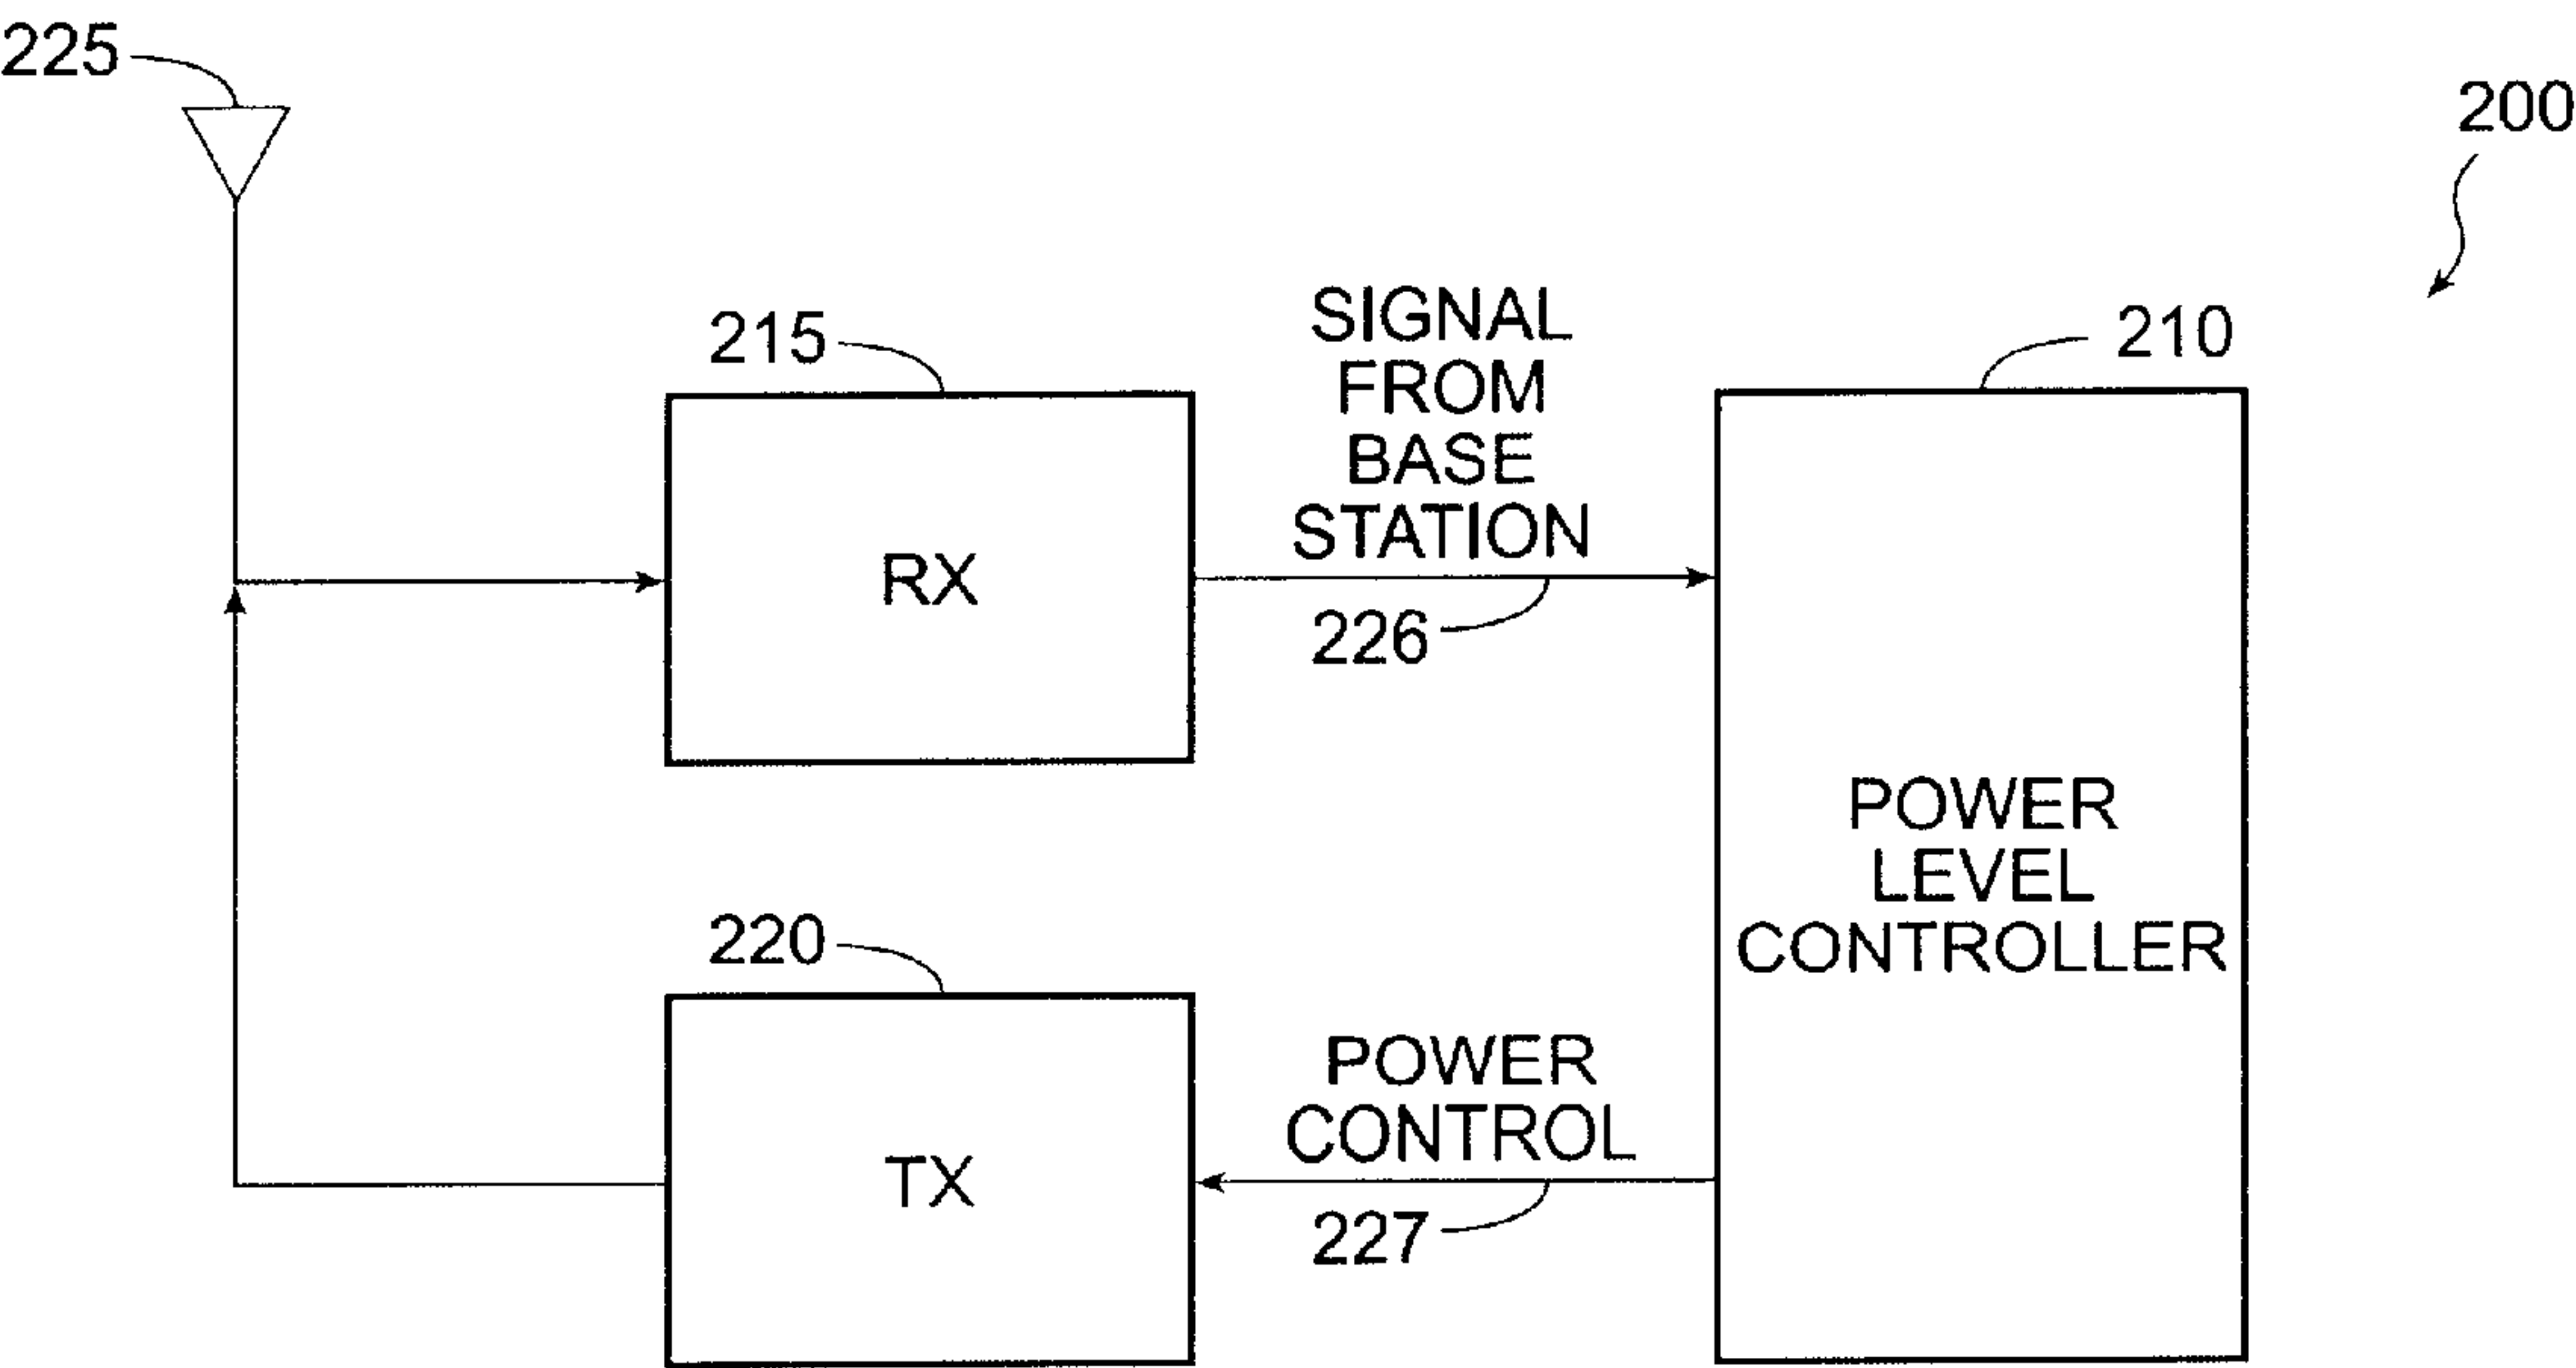 225
200
215
SIGNAL
FROM
BASE
STATION
210
RX
226
POWER
LEVEL
CONTROLLER
220
POWER
CONTROL
TX
227